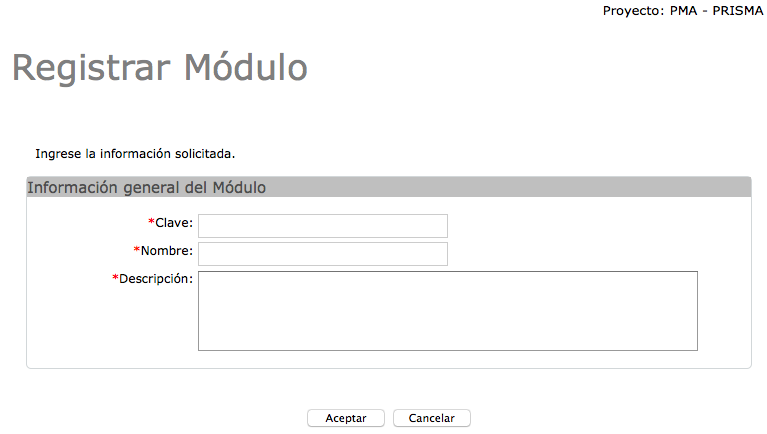 Proyecto: PMA - PRISMA
Registrar Módulo
Ingrese la información solicitada.
Información general del Módulo
*Clave:
*Nombre:
*Descripción:
Aceptar Cancelar